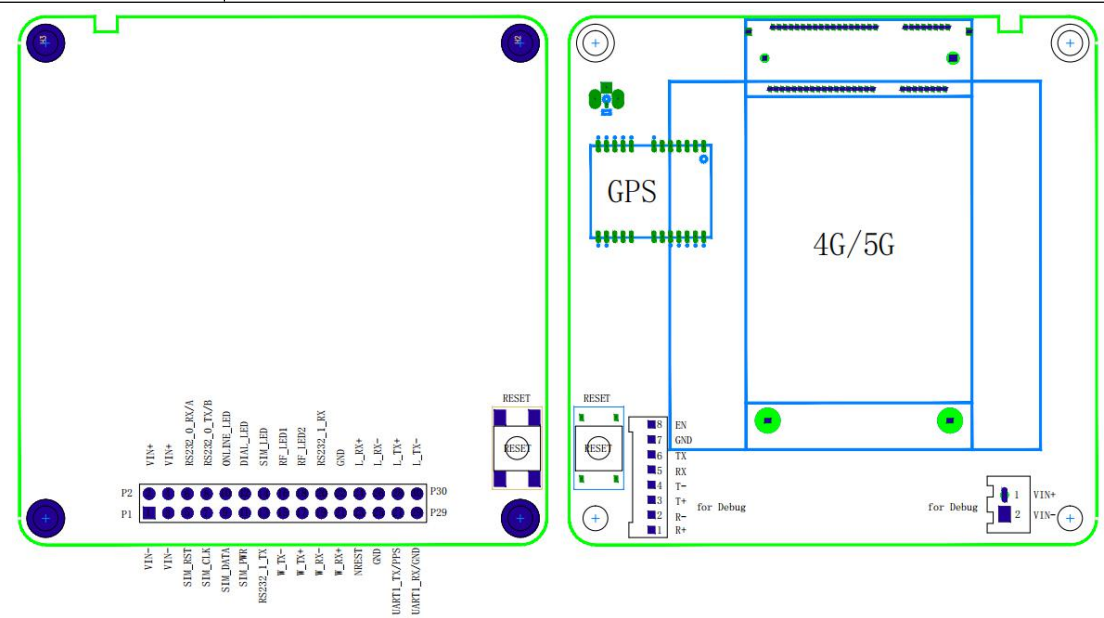 H3
H2
RESET
RESET
VIN+
VIN+
RS232_0_RX/A
RS232_0_TX/B
ONLINE_LED
DIAL_LED
SIM_LED
RF_LED1
RF_LED2
RS232_1_RX
GND
L_RX+
L_RX-
L_TX+
L_TX-
P2
P30
P1
P29
VIN-
VIN-
SIM_RST
SIM_CLK
SIM_DATA
SIM_PWR
RS232_1_TX
W_TX-
W_TX+
W_RX-
W_RX+
NREST
GND
UART1_TX/PPS
UART1_RX/GND
GPS
4G/5G
RESET
RESET
8 EN
7 GND
6 TX
5 RX
4 T-
3 T+
2 R-
1 R+
for Debug
for Debug
1 VIN+
2 VIN-